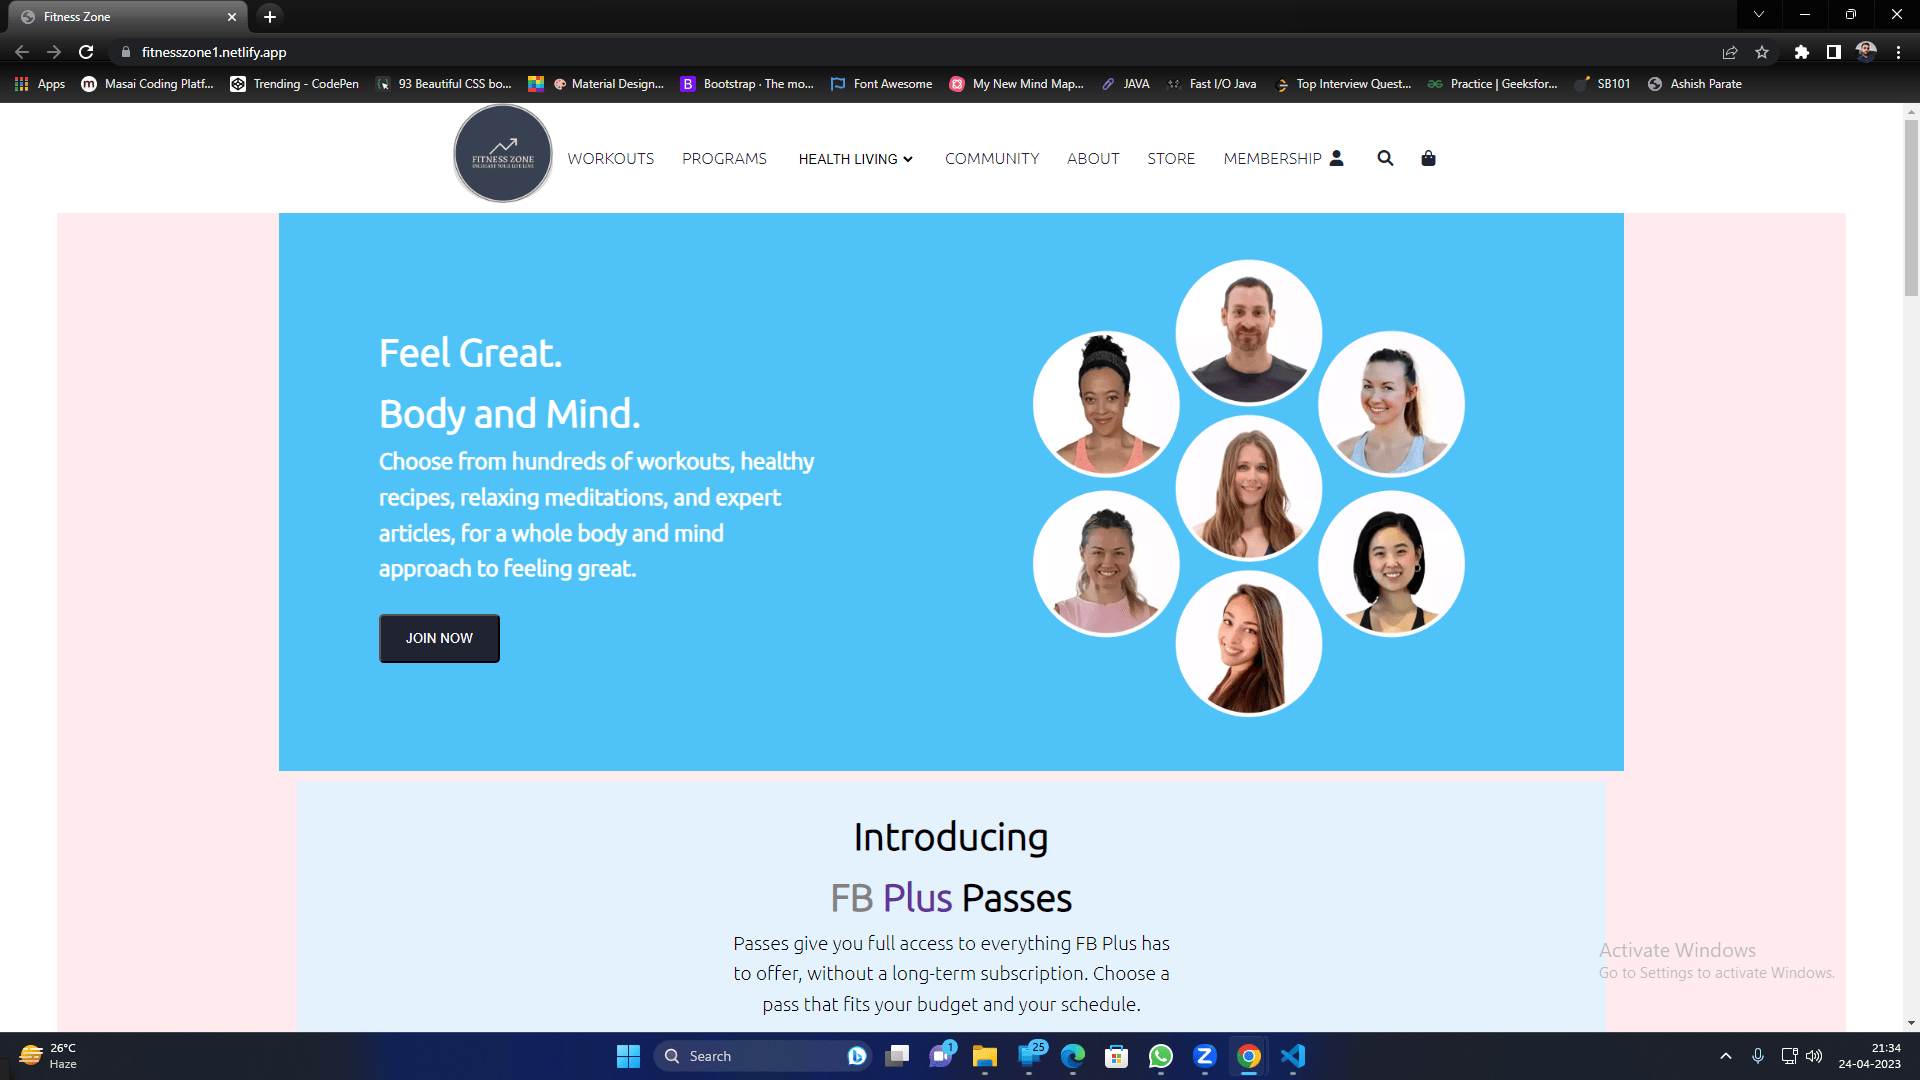 Fitness Zone
fitnesszone1.netlify.app
Apps
Masai Coding Platf...
Trending - CodePen
93 Beautiful CSS bo...
Material Design...
B
Bootstrap · The mo...
Font Awesome
My New Mind Map...
JAVA
Fast I/O Java
Top Interview Quest...
Practice | Geeksfor...
SB101
Ashish Parate
FITNESS ZONE
WORKOUTS
PROGRAMS
HEALTH LIVING
COMMUNITY
ABOUT
STORE
MEMBERSHIP
Feel Great.
Body and Mind.
Choose from hundreds of workouts, healthy
recipes, relaxing meditations, and expert
articles, for a whole body and mind
approach to feeling great.
JOIN NOW
Introducing
FB Plus Passes
Passes give you full access to everything FB Plus has
to offer, without a long-term subscription. Choose a
pass that fits your budget and your schedule.
Activate Windows
Go to Settings to activate Windows.
26°C
Haze
Search
1
25
21:34
24-04-2023